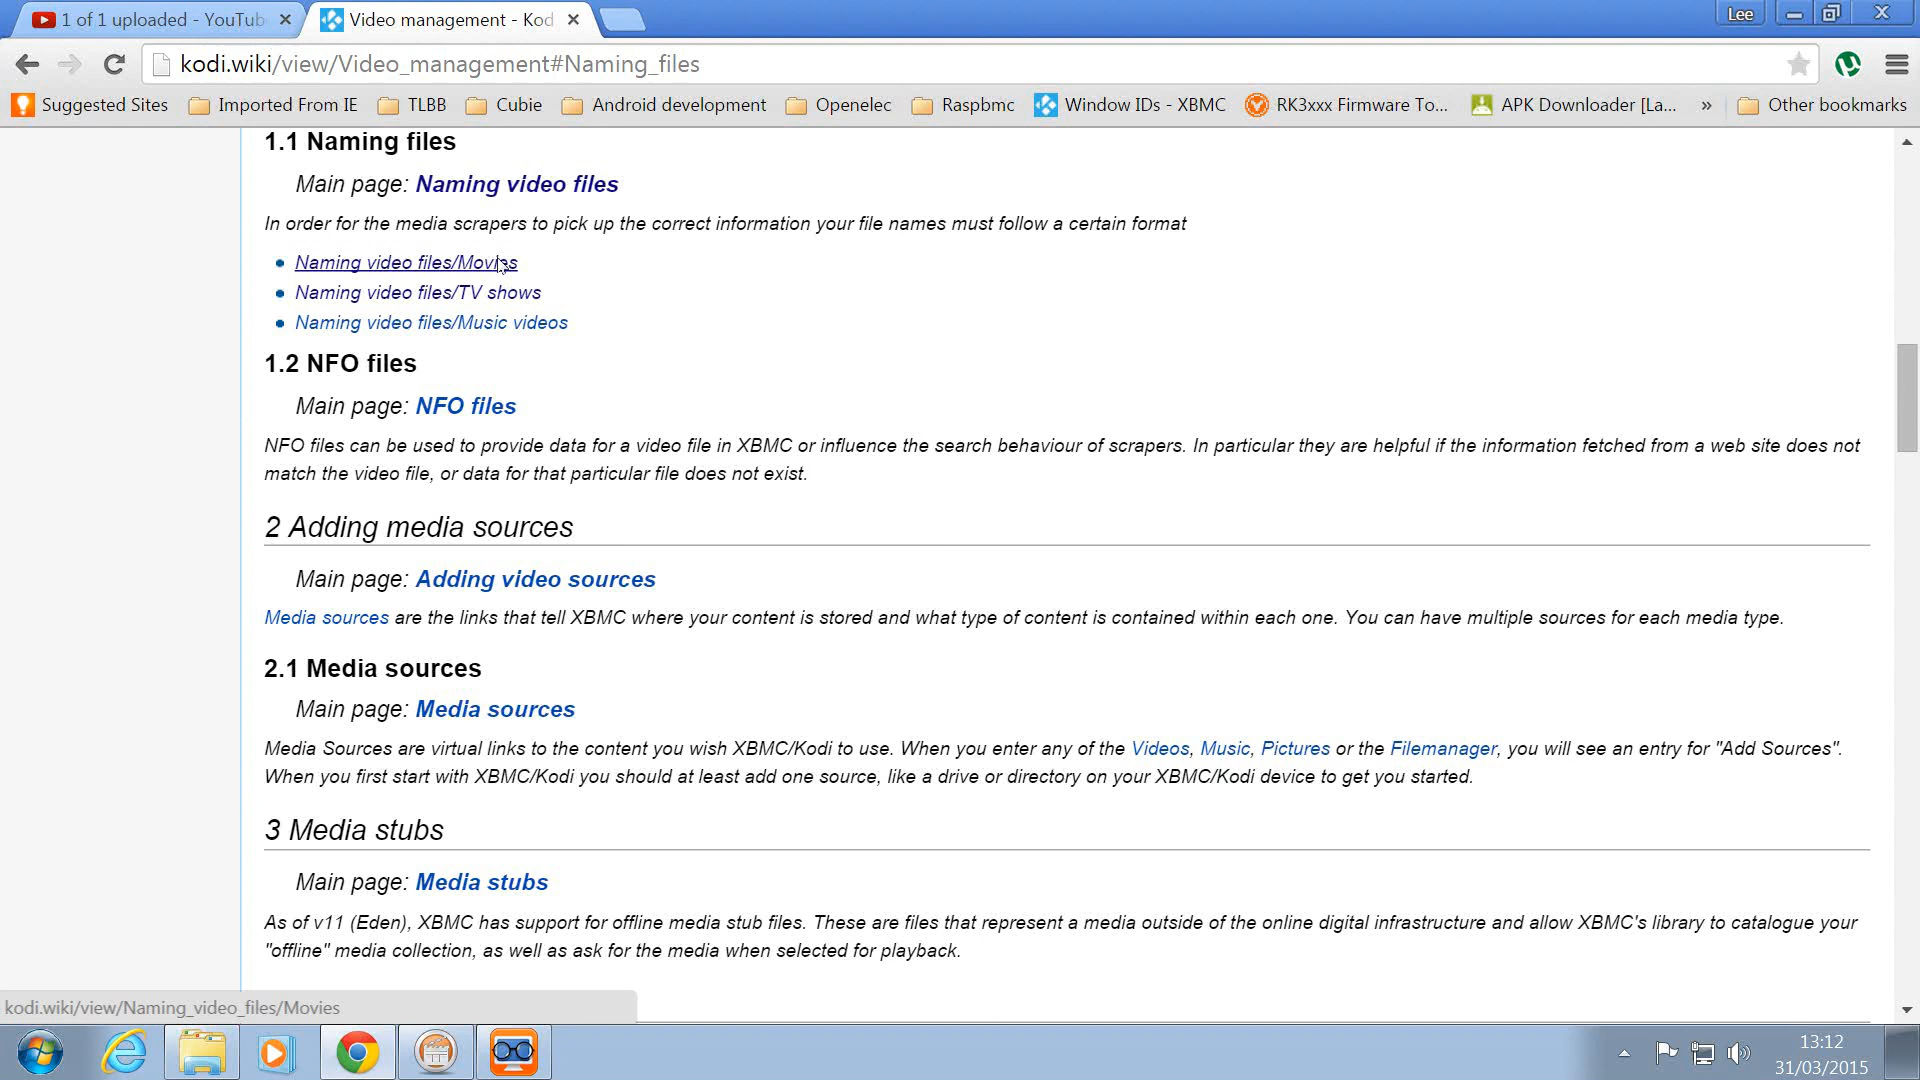 1 of 1 uploaded - YouTub
Video management - Kod
Lee
kodi.wiki/view/Video_management#Naming_files
Suggested Sites
Imported From IE
TLBB
Cubie
Android development
Openelec
Raspbmc
Window IDs - XBMC
RK3xxx Firmware To...
APK Downloader [La...
»
Other bookmarks
1.1 Naming files
Main page: Naming video files
In order for the media scrapers to pick up the correct information your file names must follow a certain format
Naming video files/Movies
Naming video files/TV shows
Naming video files/Music videos
1.2 NFO files
Main page: NFO files
NFO files can be used to provide data for a video file in XBMC or influence the search behaviour of scrapers. In particular they are helpful if the information fetched from a web site does not
match the video file, or data for that particular file does not exist.
2 Adding media sources
Main page: Adding video sources
Media sources are the links that tell XBMC where your content is stored and what type of content is contained within each one. You can have multiple sources for each media type.
2.1 Media sources
Main page: Media sources
Media Sources are virtual links to the content you wish XBMC/Kodi to use. When you enter any of the Videos, Music, Pictures or the Filemanager, you will see an entry for "Add Sources".
When you first start with XBMC/Kodi you should at least add one source, like a drive or directory on your XBMC/Kodi device to get you started.
3 Media stubs
Main page: Media stubs
As of v11 (Eden), XBMC has support for offline media stub files. These are files that represent a media outside of the online digital infrastructure and allow XBMC's library to catalogue your
"offline" media collection, as well as ask for the media when selected for playback.
kodi.wiki/view/Naming_video_files/Movies
13:12
31/03/2015